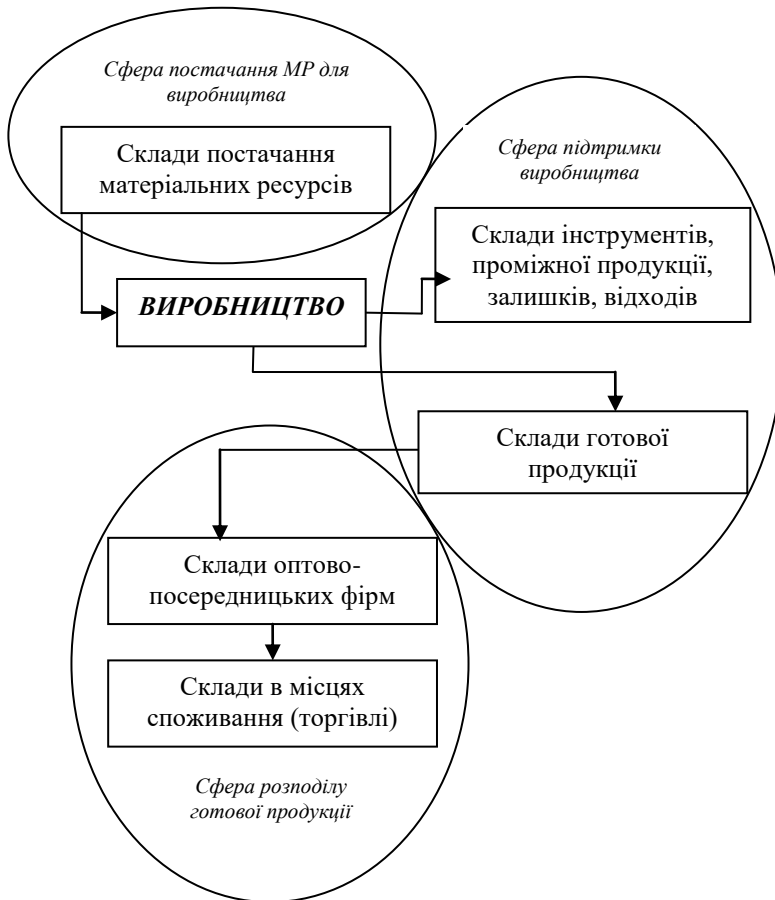 Сфера постачання МР для
виробництва
Склади постачання
матеріальних ресурсів
Сфера підтримки
виробництва
Склади інструментів,
проміжної продукції,
залишків, відходів
ВИРОБНИЦТВО
Склади готової
продукції
Склади оптово-
посередницьких фірм
Склади в місцях
споживання (торгівлі)
Сфера розподілу
готової продукції